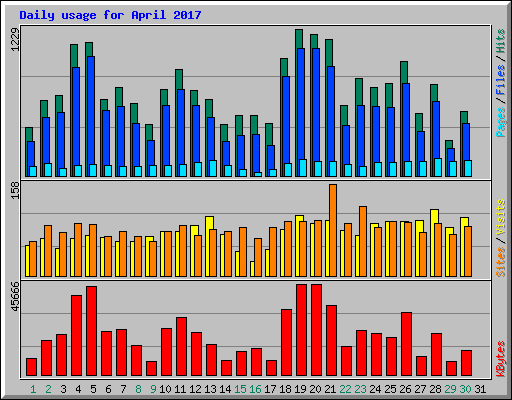 Daily usage for April 2017
1229
Pages / Files / Hits
188
Sites / Visits
45666
KBytes
1 2 3 4 5 6 7 8 9 10 11 12 13 14 15 16 17 18 19 20 21 22 23 24 25 26 27 28 29 30 31